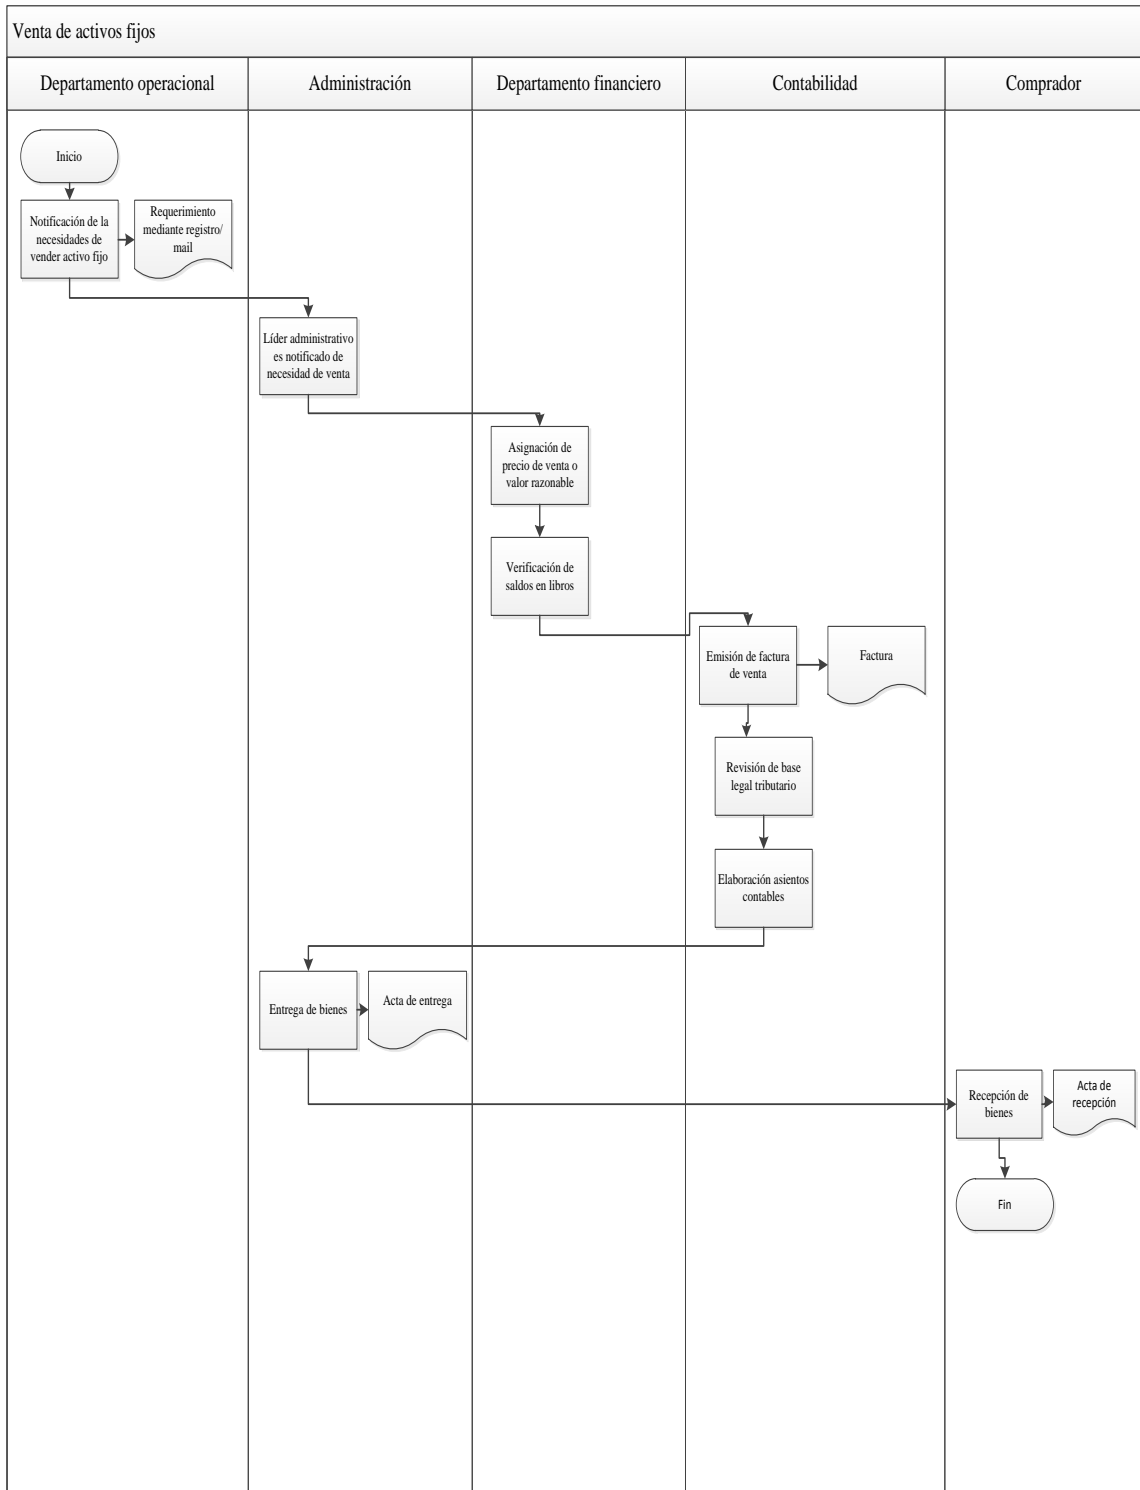 Venta de activos fijos
Departamento operacional
Administración
Departamento financiero
Contabilidad
Comprador
Inicio
Notificación de la
necesidades de
vender activo fijo
Requerimiento
mediante registro/
mail
Líder administrativo
es notificado de
necesidad de venta
Asignación de
precio de venta o
valor razonable
Verificación de
saldos en libros
Emisión de factura
de venta
Factura
Revisión de base
legal tributario
Elaboración asientos
contables
Entrega de bienes
Acta de entrega
Recepción de
bienes
Acta de
recepción
Fin